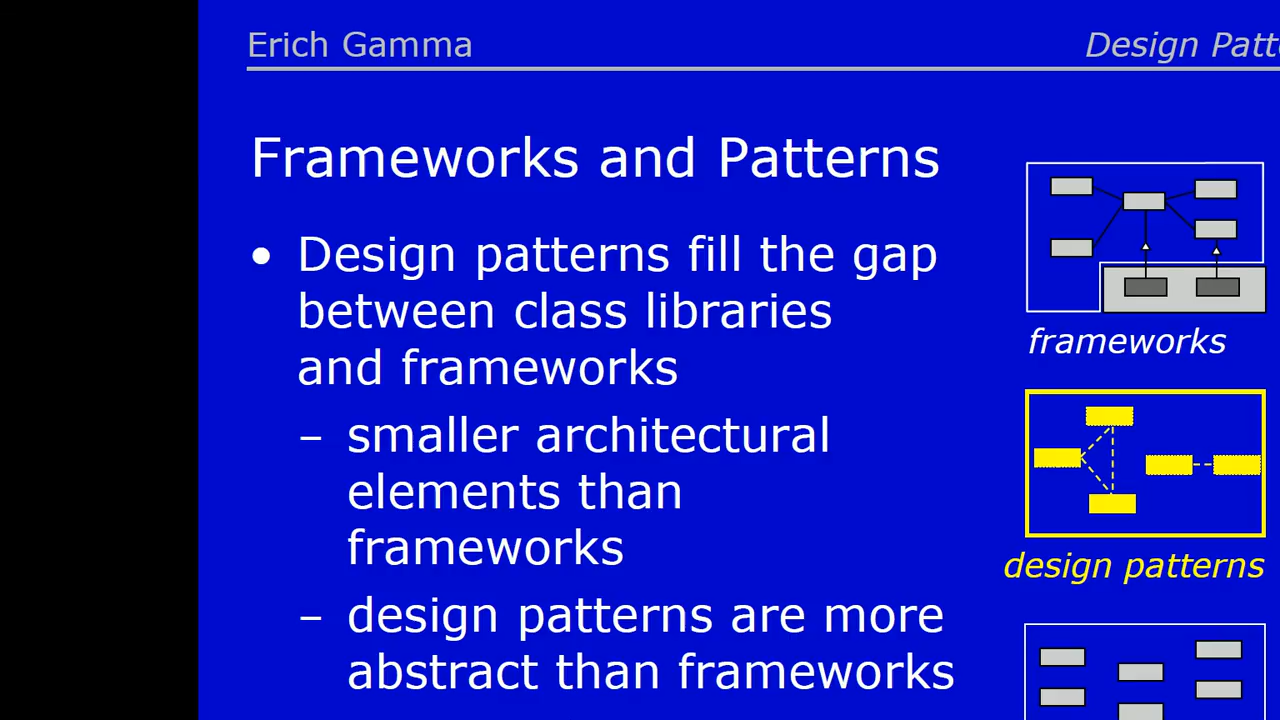 Erich Gamma
Design
Frameworks and Patterns
• Design patterns fill the gap
between class libraries
and frameworks
– smaller architectural
elements than
frameworks
– design patterns are more
abstract than frameworks
frameworks
design patterns